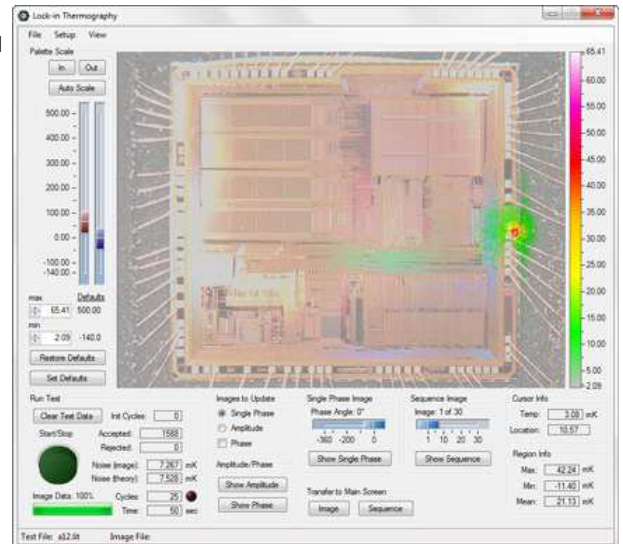 Lock-in Thermography
File Setup View
Palette Scale
In Out
Auto Scale
500.00
400.00
300.00
200.00
100.00
0.00
-100.00
-140.00
max Defaults
65.41 500.00
min
2.09 -140.0
Restore Defaults
Set Defaults
65.41
60.00
55.00
50.00
45.00
40.00
35.00
30.00
25.00
20.00
15.00
10.00
5.00
2.09
Run Test
Clear Test Data Init Cycles: 0
Start/Stop Accepted: 1588
Rejected: 0
Noise (image): 7.267 mK
Noise (theory): 7.528 mK
Image Data: 100% Cycles: 25
Time: 50 sec
Images to Update
Single Phase
Amplitude
Phase
Amplitude/Phase
Show Amplitude
Show Phase
Single Phase Image
Phase Angle: 0°
-360 -200° 0
Show Single Phase
Transfer to Main Screen
Image Sequence
Sequence Image
Image: 1 of 30
1 10 20 30
Show Sequence
Cursor Info
Temp: 3.08 mK
Location: 10.57
Region Info
Max: 42.24 mK
Min: -11.40 mK
Mean: 21.13 mK
Test File: a12.lit Image File: